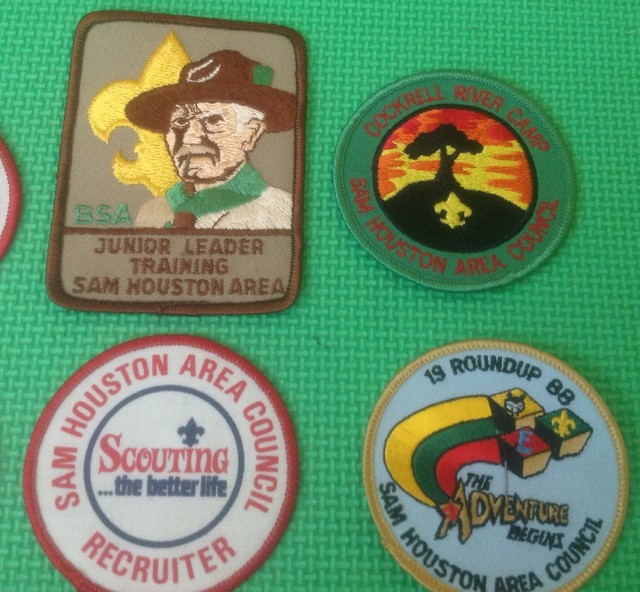 BSA
JUNIOR LEADER
TRAINING
SAM HOUSTON AREA
COCKRELL RIVER CAMP
SAM HOUSTON AREA COUNCIL
SAM HOUSTON AREA COUNCIL
SCOUTING
...the better life
RECRUITER
19 ROUNDUP 88
E
THE
ADVENTURE
BEGINS
SAM HOUSTON AREA COUNCIL